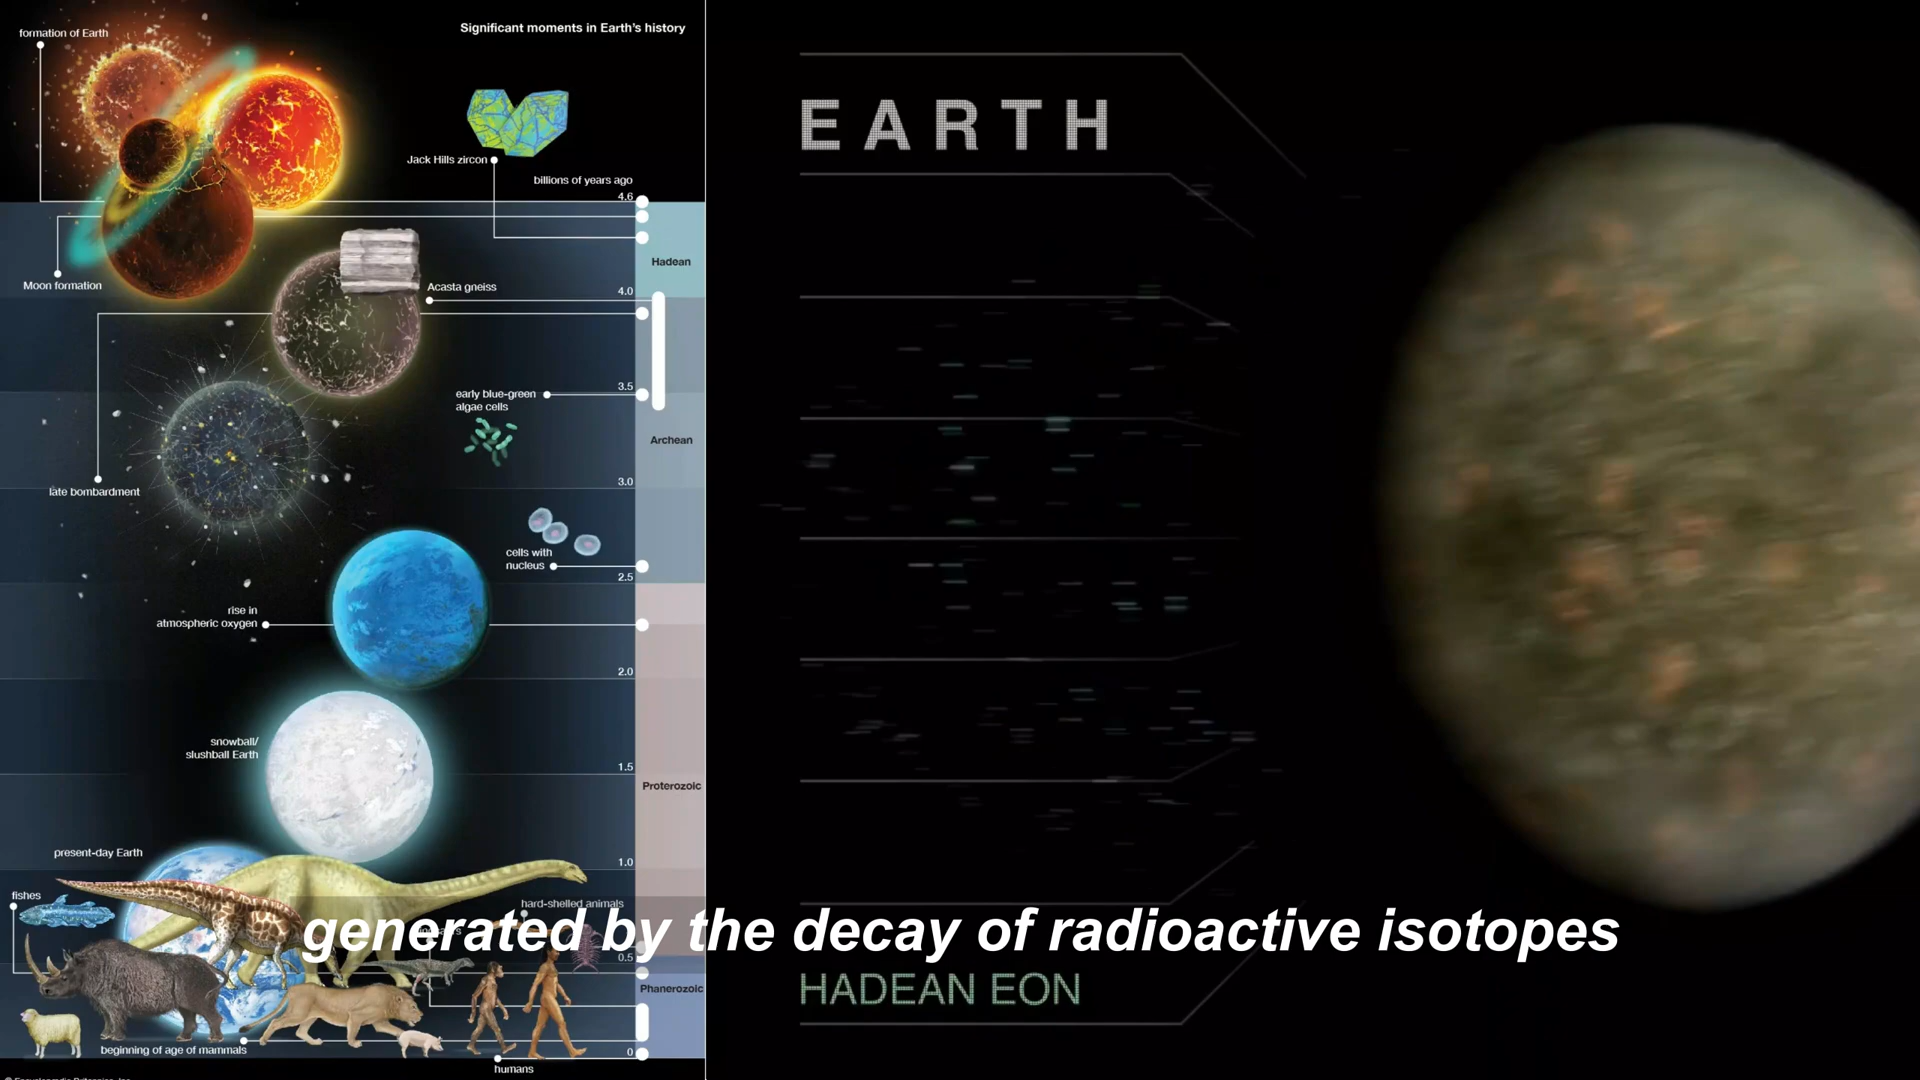 formation of Earth
Significant moments in Earth's history
Jack Hills zircon
billions of years ago
4.6
Hadean
Moon formation
Acasta gneiss
4.0
early blue-green
algae cells
3.5
Archean
late bombardment
3.0
cells with
nucleus
2.5
rise in
atmospheric oxygen
2.0
snowball/
slushball Earth
1.5
Proterozoic
present-day Earth
1.0
fishes
hard-shelled animals
0.5
Phanerozoic
beginning of age of mammals
0
humans
EARTH
generated by the decay of radioactive isotopes
HADEAN EON